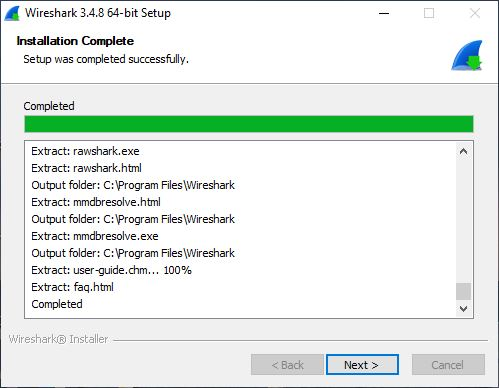 Wireshark 3.4.8 64-bit Setup
Installation Complete
Setup was completed successfully.
Completed
Extract: rawshark.exe
Extract: rawshark.html
Output folder: C:\Program Files\Wireshark
Extract: mmdbresolve.html
Output folder: C:\Program Files\Wireshark
Extract: mmdbresolve.exe
Output folder: C:\Program Files\Wireshark
Extract: user-guide.chm... 100%
Extract: faq.html
Completed
Wireshark® Installer
< Back
Next >
Cancel